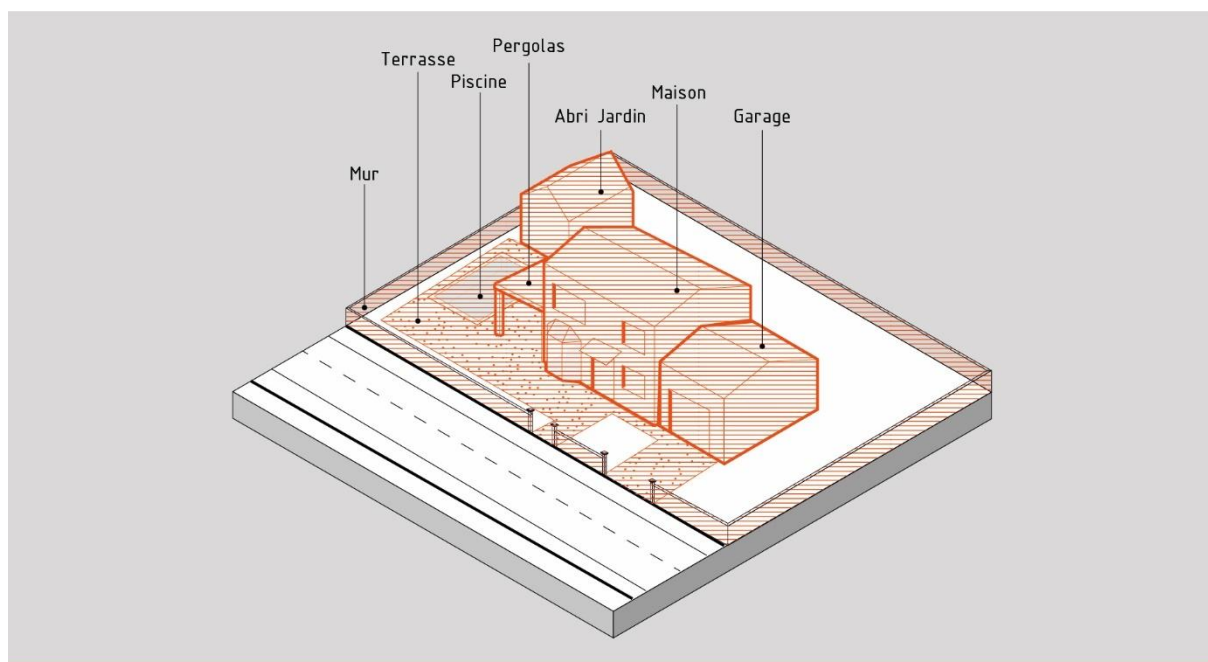 Pergolas
Terrasse
Piscine
Maison
Abri Jardin
Garage
Mur